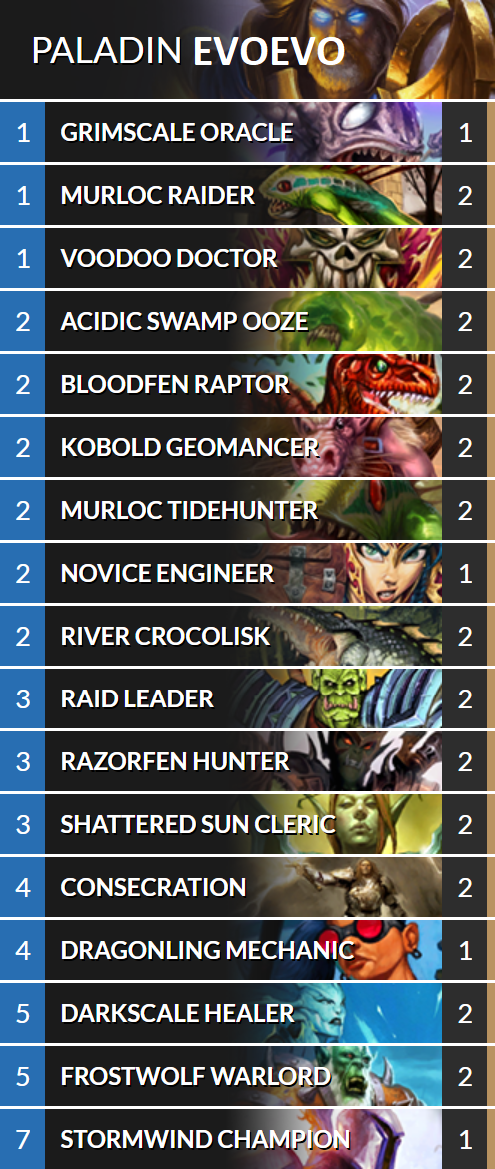 PALADIN EVOEVO
1 GRIMSCALE ORACLE 1
1 MURLOC RAIDER 2
1 VOODOO DOCTOR 2
2 ACIDIC SWAMP OOZE 2
2 BLOODFEN RAPTOR 2
2 KOBOLD GEOMANCER 2
2 MURLOC TIDEHUNTER 2
2 NOVICE ENGINEER 1
2 RIVER CROCOLISK 2
3 RAID LEADER 2
3 RAZORFEN HUNTER 2
3 SHATTERED SUN CLERIC 2
4 CONSECRATION 2
4 DRAGONLING MECHANIC 1
5 DARKSCALE HEALER 2
5 FROSTWOLF WARLORD 2
7 STORMWIND CHAMPION 1